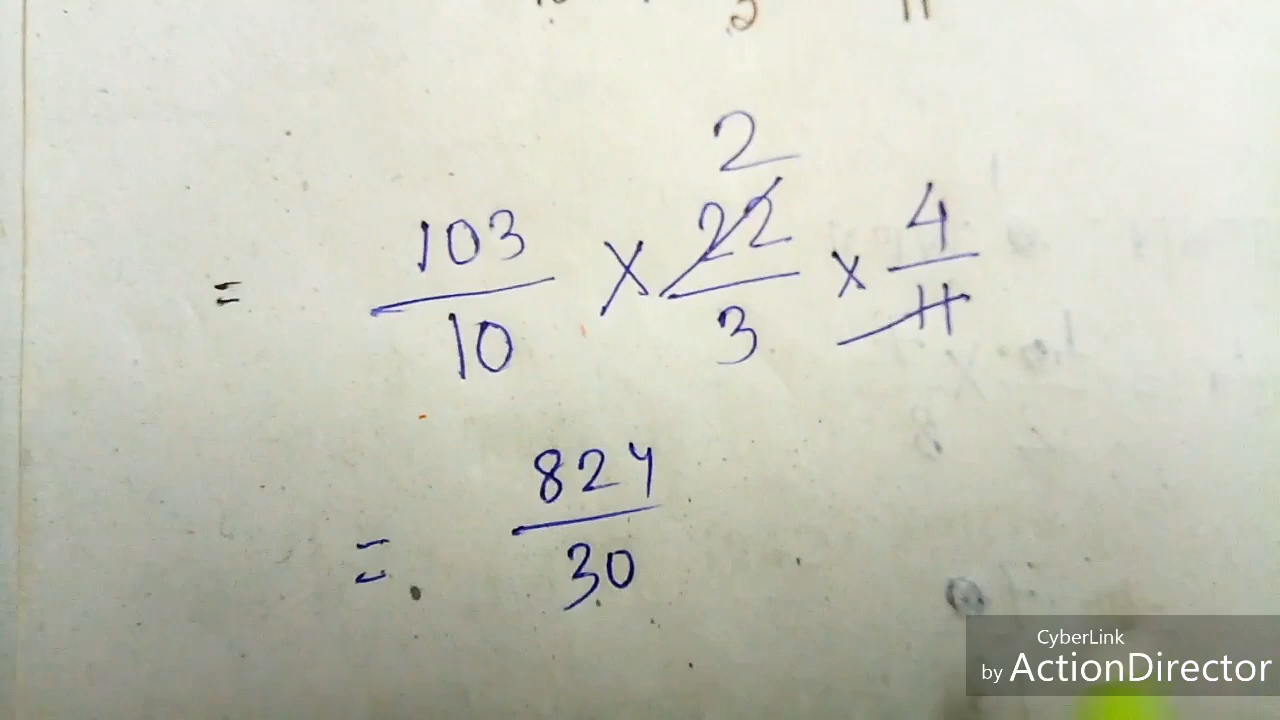 2
= 103/10 × 22/3 × 4/11
= 824/30
CyberLink
by ActionDirector